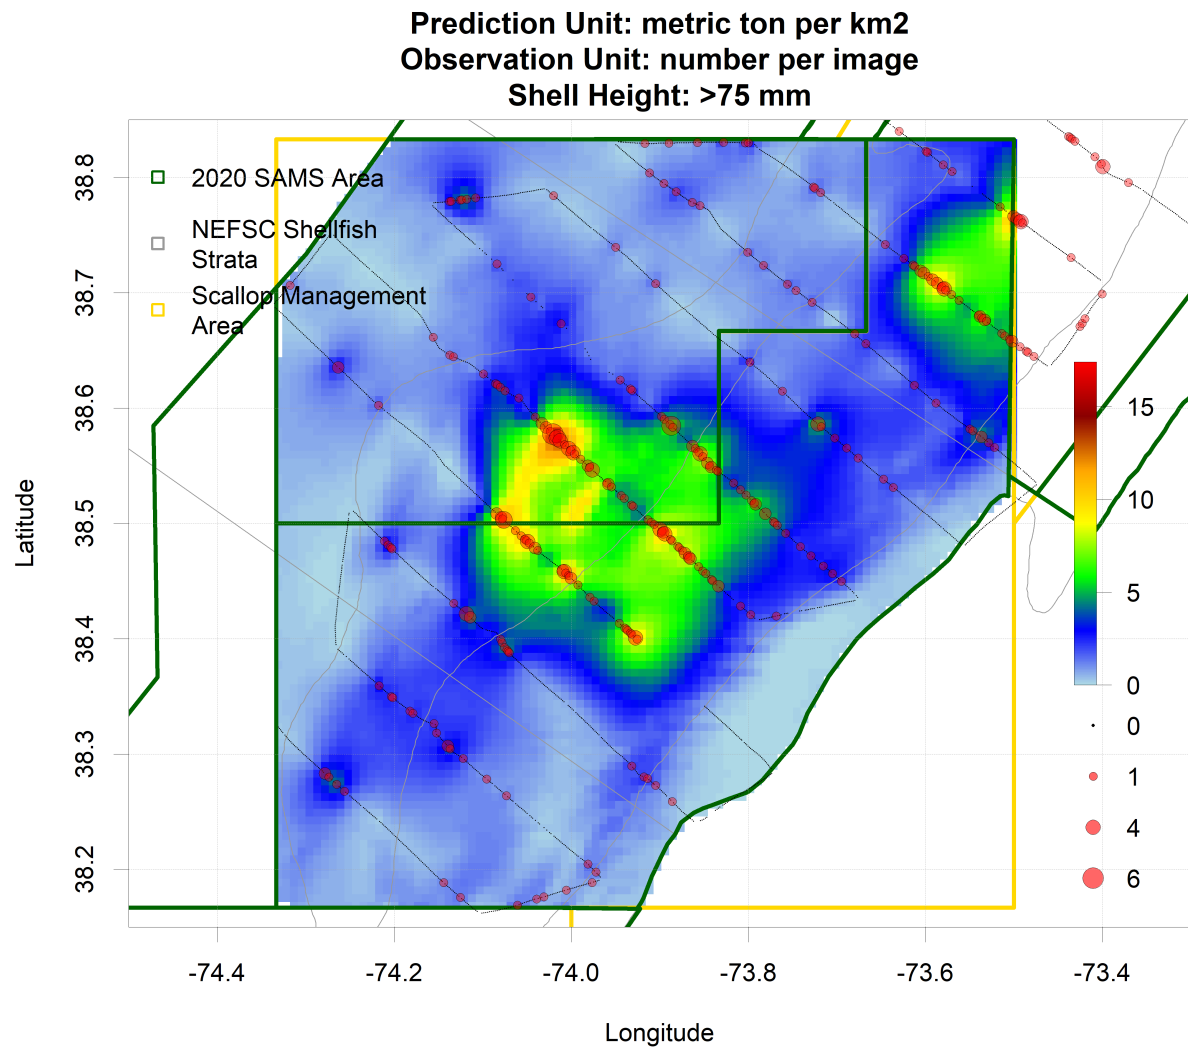 Prediction Unit: metric ton per km2
Observation Unit: number per image
Shell Height: >75 mm
2020 SAMS Area
NEFSC Shellfish
Strata
Scallop Management
Area
38.8
38.7
38.6
38.5
38.4
38.3
38.2
Latitude
15
10
5
0
0
1
4
6
-74.4
-74.2
-74.0
-73.8
-73.6
-73.4
Longitude